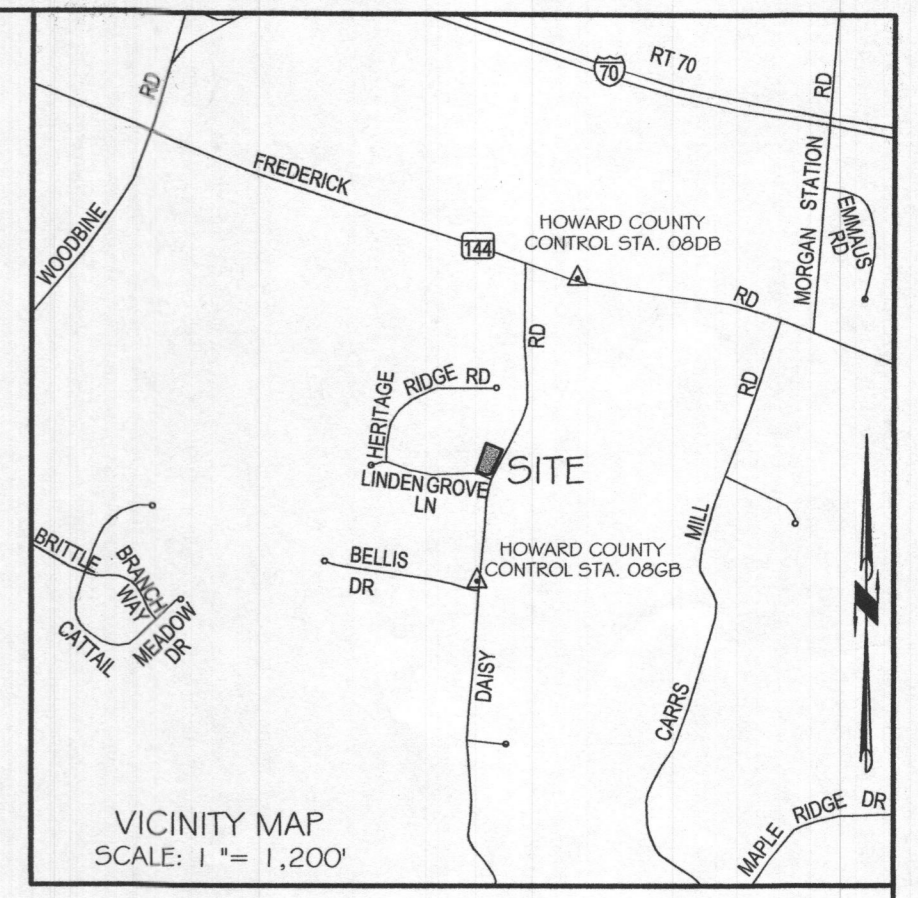 RT 70
70
RD
WOODBINE
FREDERICK
144
RD
HOWARD COUNTY
CONTROL STA. 08DB
MORGAN STATION RD
EMMAUS
RD
RD
HERITAGE
RIDGE RD
SITE
LINDEN GROVE
LN
RD
MILL
CARRS
HOWARD COUNTY
CONTROL STA. 08GB
BELLIS
DR
DAISY
BRITTLE
BRANCH
WAY
CATTAIL
MEADOW
DR
N
MAPLE RIDGE DR
VICINITY MAP
SCALE: 1 "= 1,200'